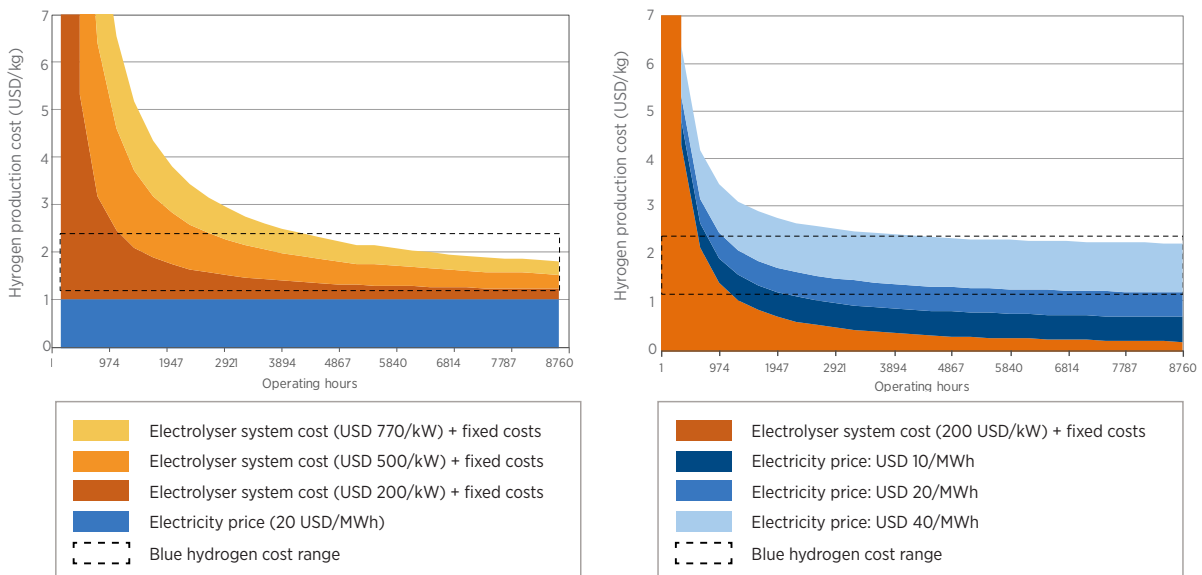 Hyrogen production cost (USD/kg)
7
6
5
4
3
2
1
0
1 974 1947 2921 3894 4867 5840 6814 7787 8760
Operating hours
Electrolyser system cost (USD 770/kW) + fixed costs
Electrolyser system cost (USD 500/kW) + fixed costs
Electrolyser system cost (USD 200/kW) + fixed costs
Electricity price (20 USD/MWh)
Blue hydrogen cost range
Hyrogen production cost (USD/kg)
7
6
5
4
3
2
1
0
1 974 1947 2921 3894 4867 5840 6814 7787 8760
Operating hours
Electrolyser system cost (200 USD/kW) + fixed costs
Electricity price: USD 10/MWh
Electricity price: USD 20/MWh
Electricity price: USD 40/MWh
Blue hydrogen cost range